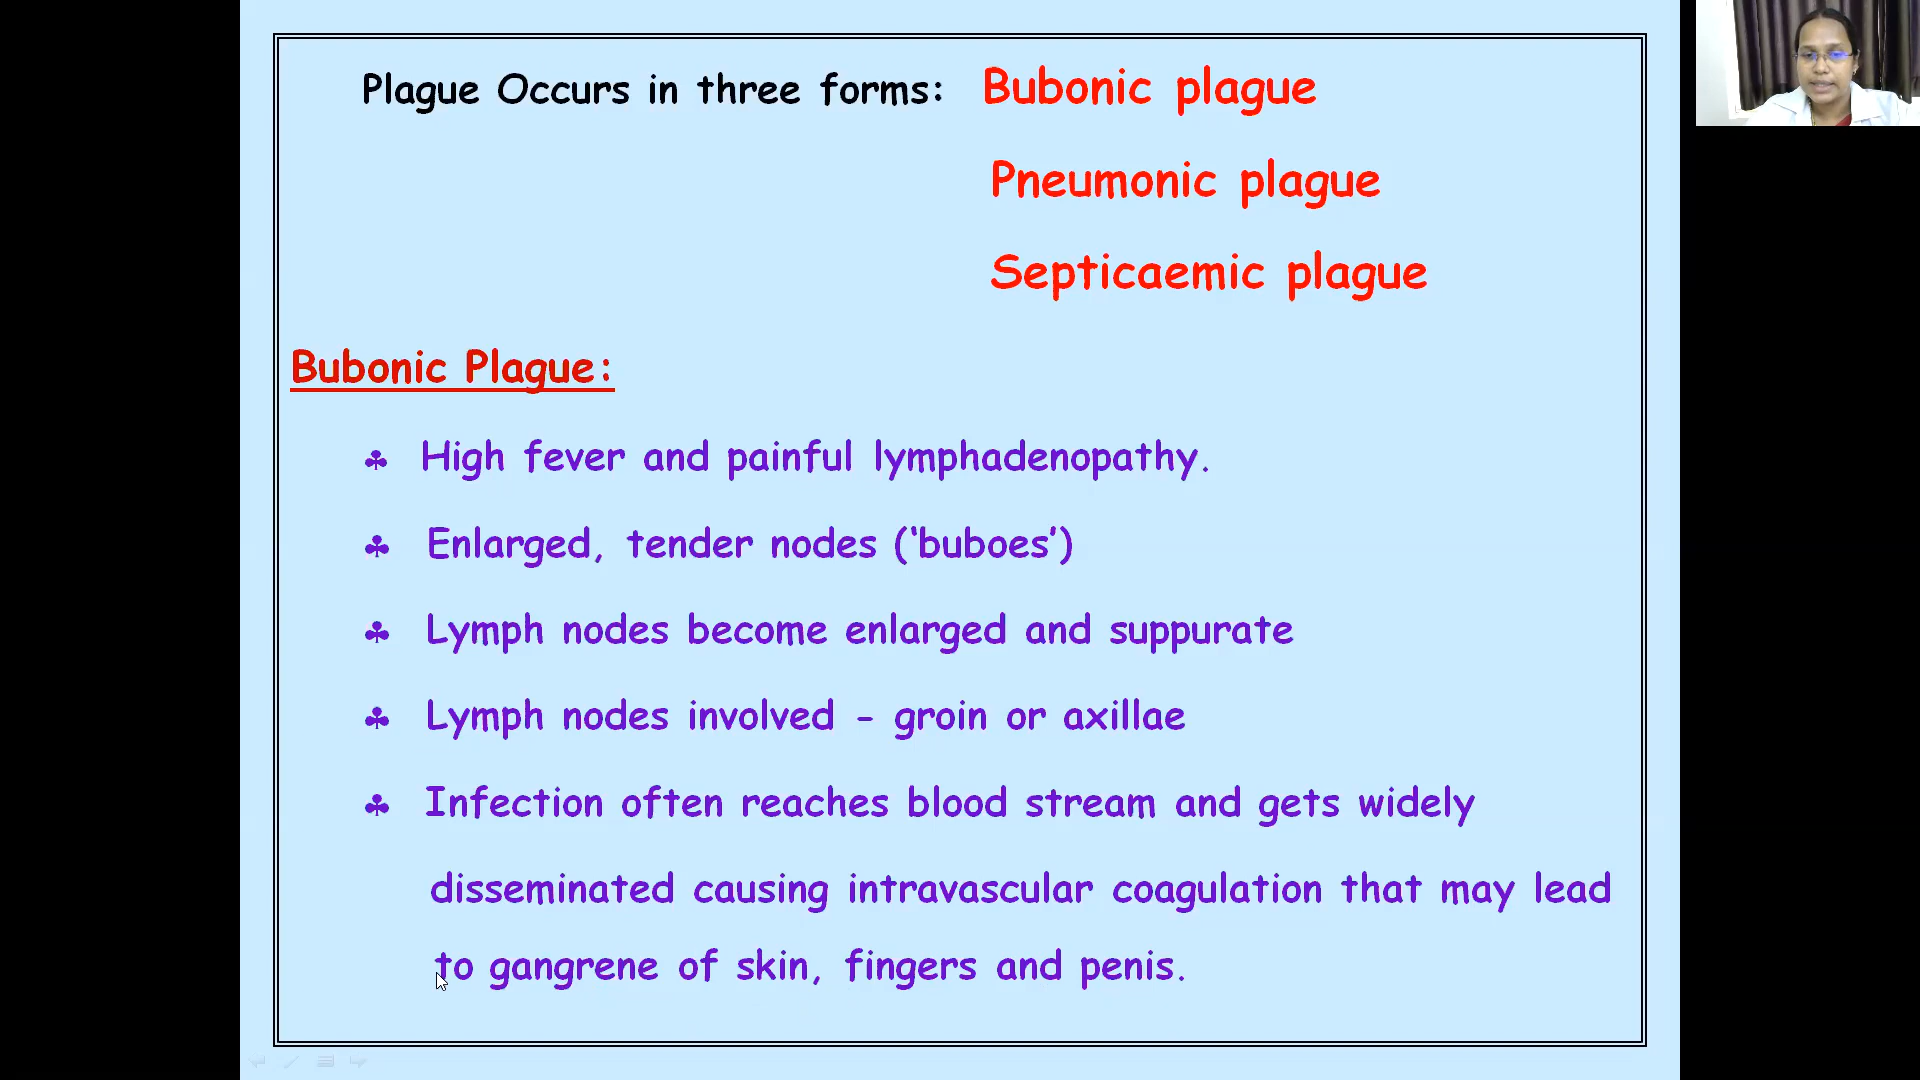 Plague Occurs in three forms: Bubonic plague
Pneumonic plague
Septicaemic plague
Bubonic Plague:
♣ High fever and painful lymphadenopathy.
♣ Enlarged, tender nodes (‘buboes’)
♣ Lymph nodes become enlarged and suppurate
♣ Lymph nodes involved - groin or axillae
♣ Infection often reaches blood stream and gets widely
disseminated causing intravascular coagulation that may lead
to gangrene of skin, fingers and penis.